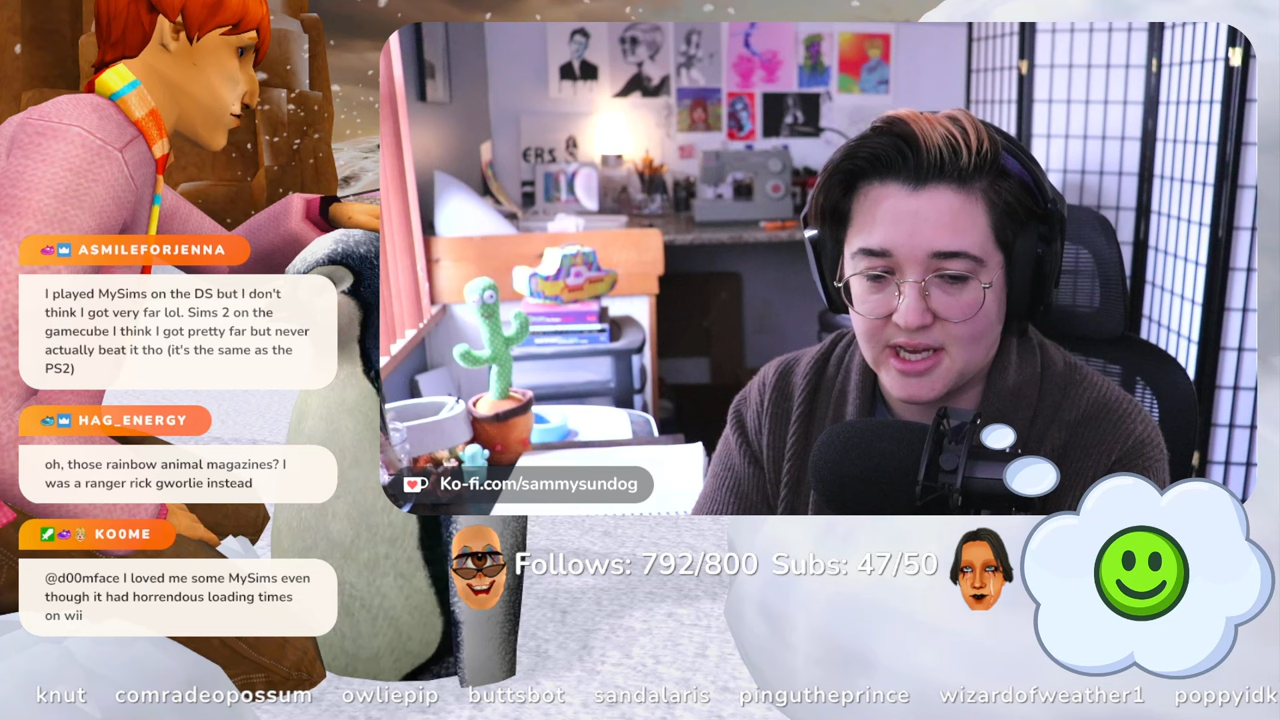 ERS
ASMILEFORJENNA
I played MySims on the DS but I don't
think I got very far lol. Sims 2 on the
gamecube I think I got pretty far but never
actually beat it tho (it's the same as the
PS2)
HAG_ENERGY
oh, those rainbow animal magazines? I
was a ranger rick gworlie instead
KO0ME
@d00mface I loved me some MySims even
though it had horrendous loading times
on wii
Ko-fi.com/sammysundog
Follows: 792/800 Subs: 47/50
knut comradeopossum owliepip buttsbot sandalaris pingutheprince wizardofweather1 poppyidk